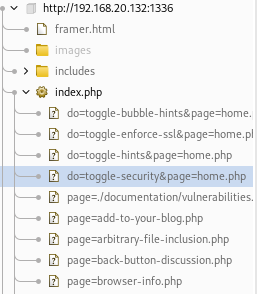 http://192.168.20.132:1336
framer.html
images
includes
index.php
do=toggle-bubble-hints&page=home.
do=toggle-enforce-ssl&page=home.pl
do=toggle-hints&page=home.php
do=toggle-security&page=home.php
page=./documentation/vulnerabilities.
page=add-to-your-blog.php
page=arbitrary-file-inclusion.php
page=back-button-discussion.php
page=browser-info.php